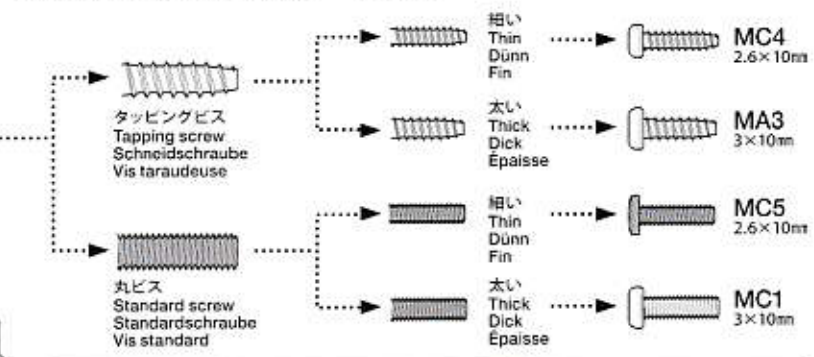 タッピングビス
Tapping screw
Schneidschraube
Vis taraudeuse
細い
Thin
Dünn
Fin
MC4
2.6×10mm
太い
Thick
Dick
Épaisse
MA3
3×10mm
丸ビス
Standard screw
Standardschraube
Vis standard
細い
Thin
Dünn
Fin
MC5
2.6×10mm
太い
Thick
Dick
Épaisse
MC1
3×10mm